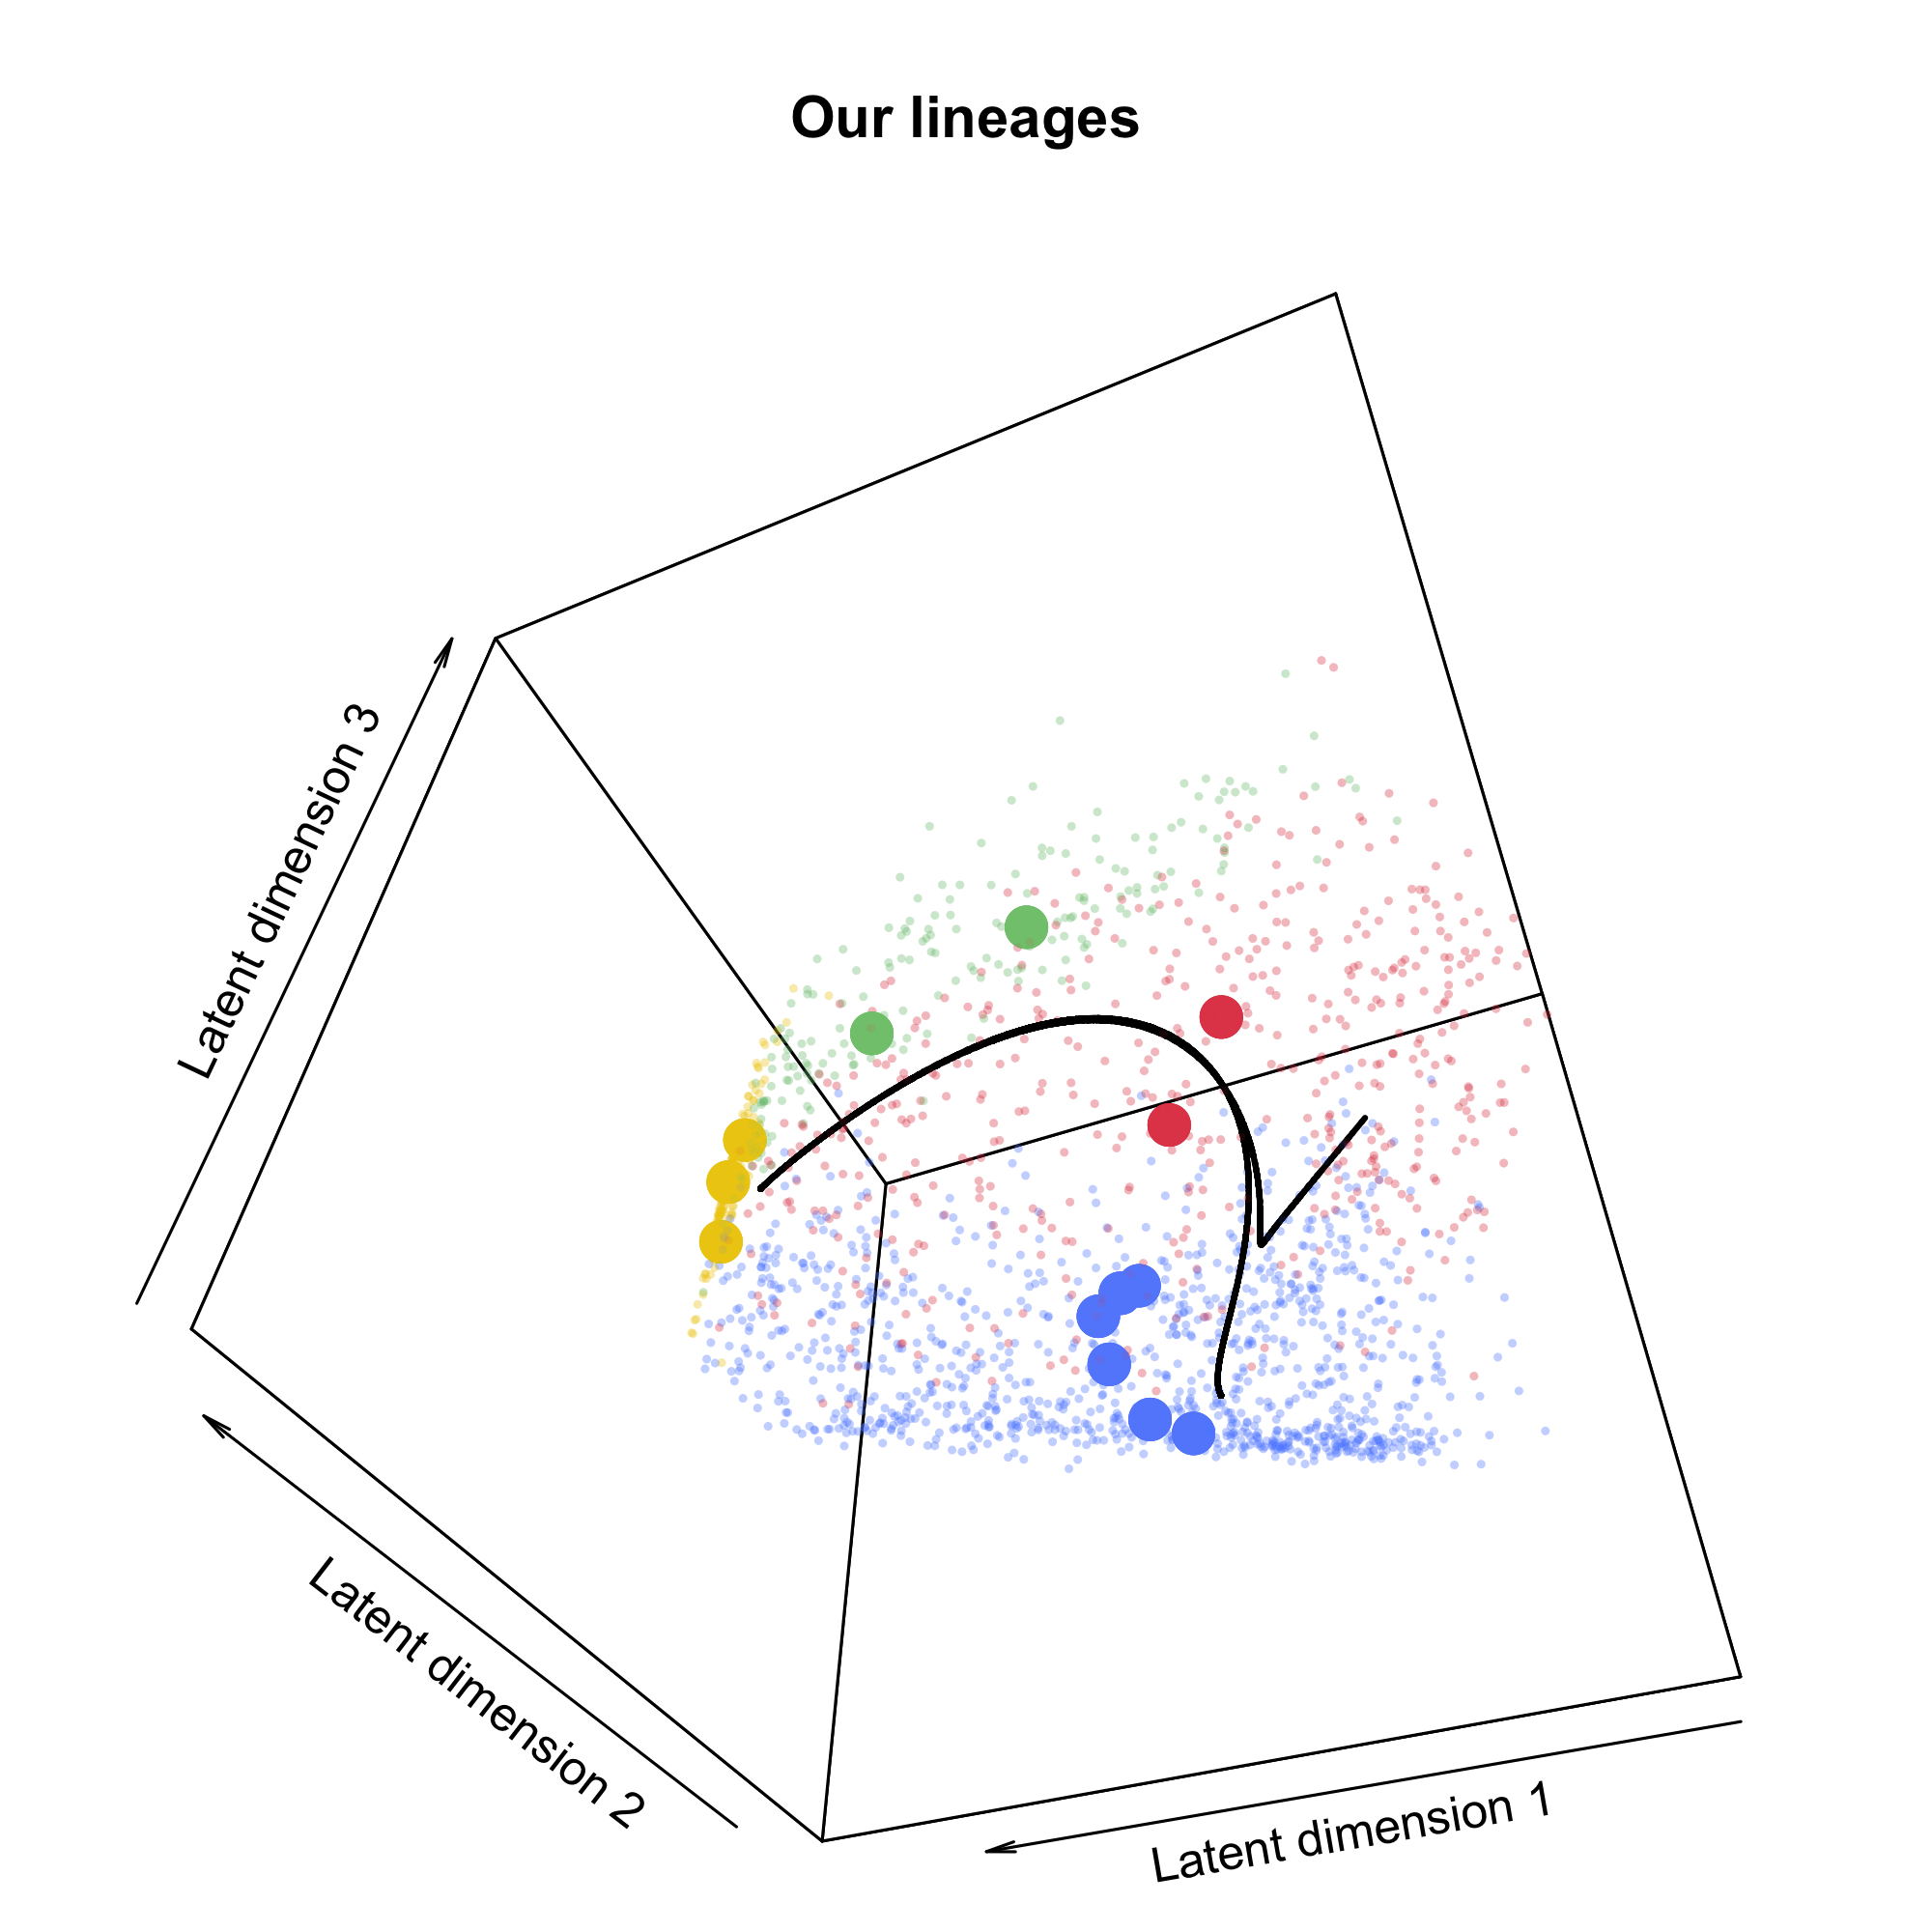 Our lineages
Latent dimension 3
Latent dimension 2
Latent dimension 1